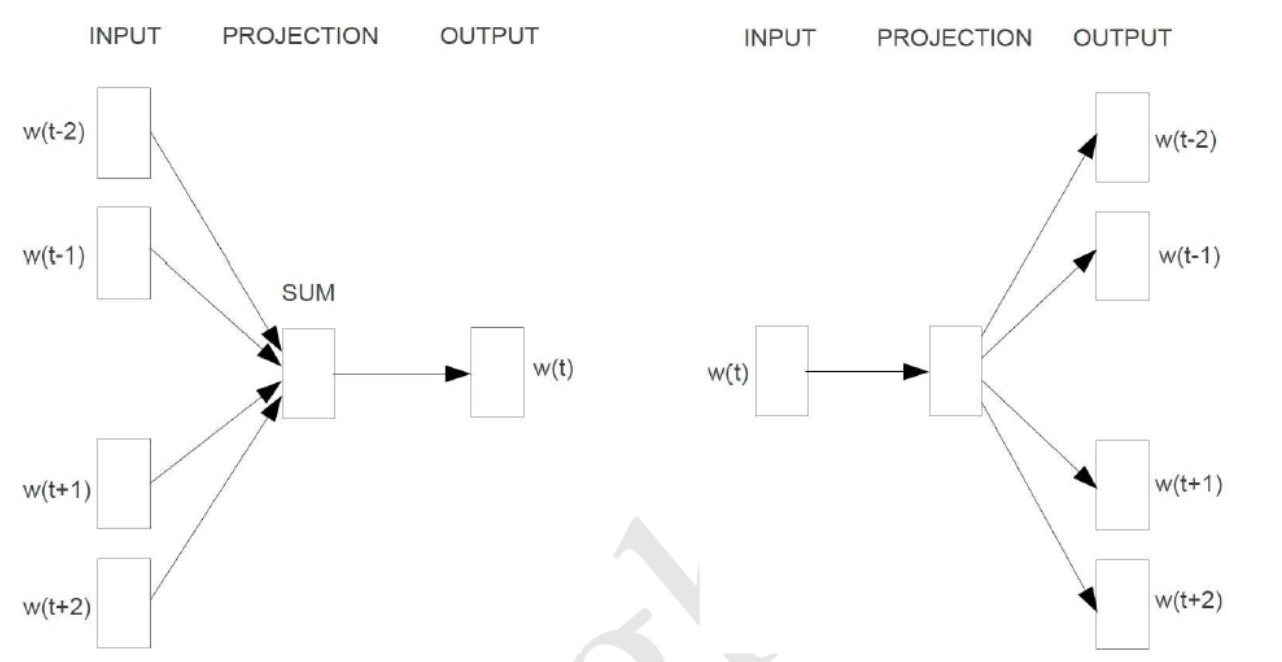 INPUT PROJECTION OUTPUT
w(t-2)
w(t-1)
SUM
w(t)
w(t+1)
w(t+2)
INPUT PROJECTION OUTPUT
w(t-2)
w(t-1)
w(t)
w(t+1)
w(t+2)